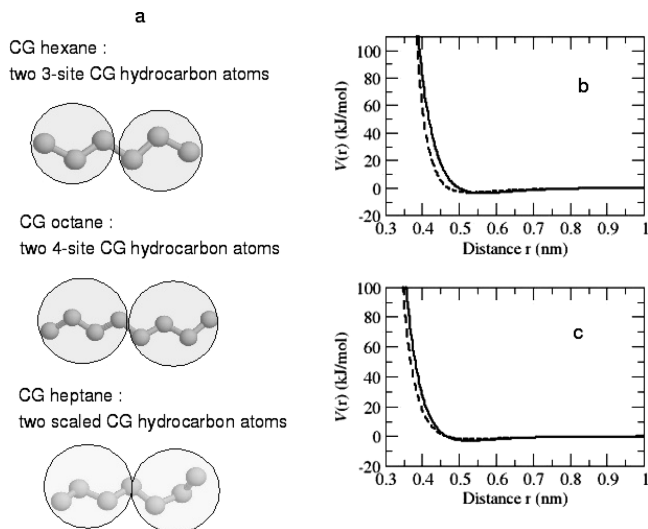 a
CG hexane :
two 3-site CG hydrocarbon atoms
CG octane :
two 4-site CG hydrocarbon atoms
CG heptane :
two scaled CG hydrocarbon atoms
b
V(r) (kJ/mol)
100
80
60
40
20
0
-20
0.3 0.4 0.5 0.6 0.7 0.8 0.9 1
Distance r (nm)
c
V(r) (kJ/mol)
100
80
60
40
20
0
-20
0.3 0.4 0.5 0.6 0.7 0.8 0.9 1
Distance r (nm)